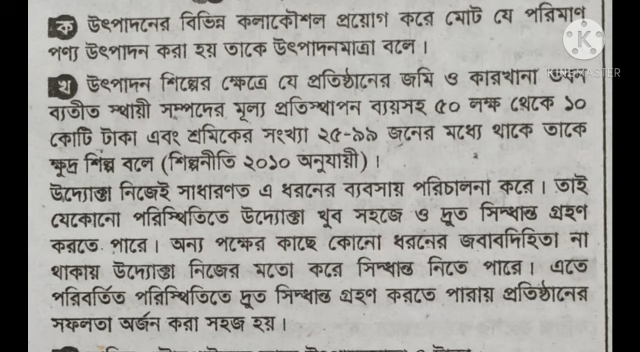 ক উৎপাদনের বিভিন্ন কলাকৌশল প্রয়োগ করে মোট যে পরিমাণ
পণ্য উৎপাদন করা হয় তাকে উৎপাদনমাত্রা বলে।
খ উৎপাদন শিল্পের ক্ষেত্রে যে প্রতিষ্ঠানের জমি ও কারখানা ভবন
ব্যতীত স্থায়ী সম্পদের মূল্য প্রতিস্থাপন ব্যয়সহ ৫০ লক্ষ থেকে ১০
কোটি টাকা এবং শ্রমিকের সংখ্যা ২৫-৯৯ জনের মধ্যে থাকে তাকে
ক্ষুদ্র শিল্প বলে (শিল্পনীতি ২০১০ অনুযায়ী)।
উদ্যোক্তা নিজেই সাধারণত এ ধরনের ব্যবসায় পরিচালনা করে। তাই
যেকোনো পরিস্থিতিতে উদ্যোক্তা খুব সহজে ও দ্রুত সিদ্ধান্ত গ্রহণ
করতে পারে। অন্য পক্ষের কাছে কোনো ধরনের জবাবদিহিতা না
থাকায় উদ্যোক্তা নিজের মতো করে সিদ্ধান্ত নিতে পারে। এতে
পরিবর্তিত পরিস্থিতিতে দ্রুত সিদ্ধান্ত গ্রহণ করতে পারায় প্রতিষ্ঠানের
সফলতা অর্জন করা সহজ হয়।
KINEMASTER